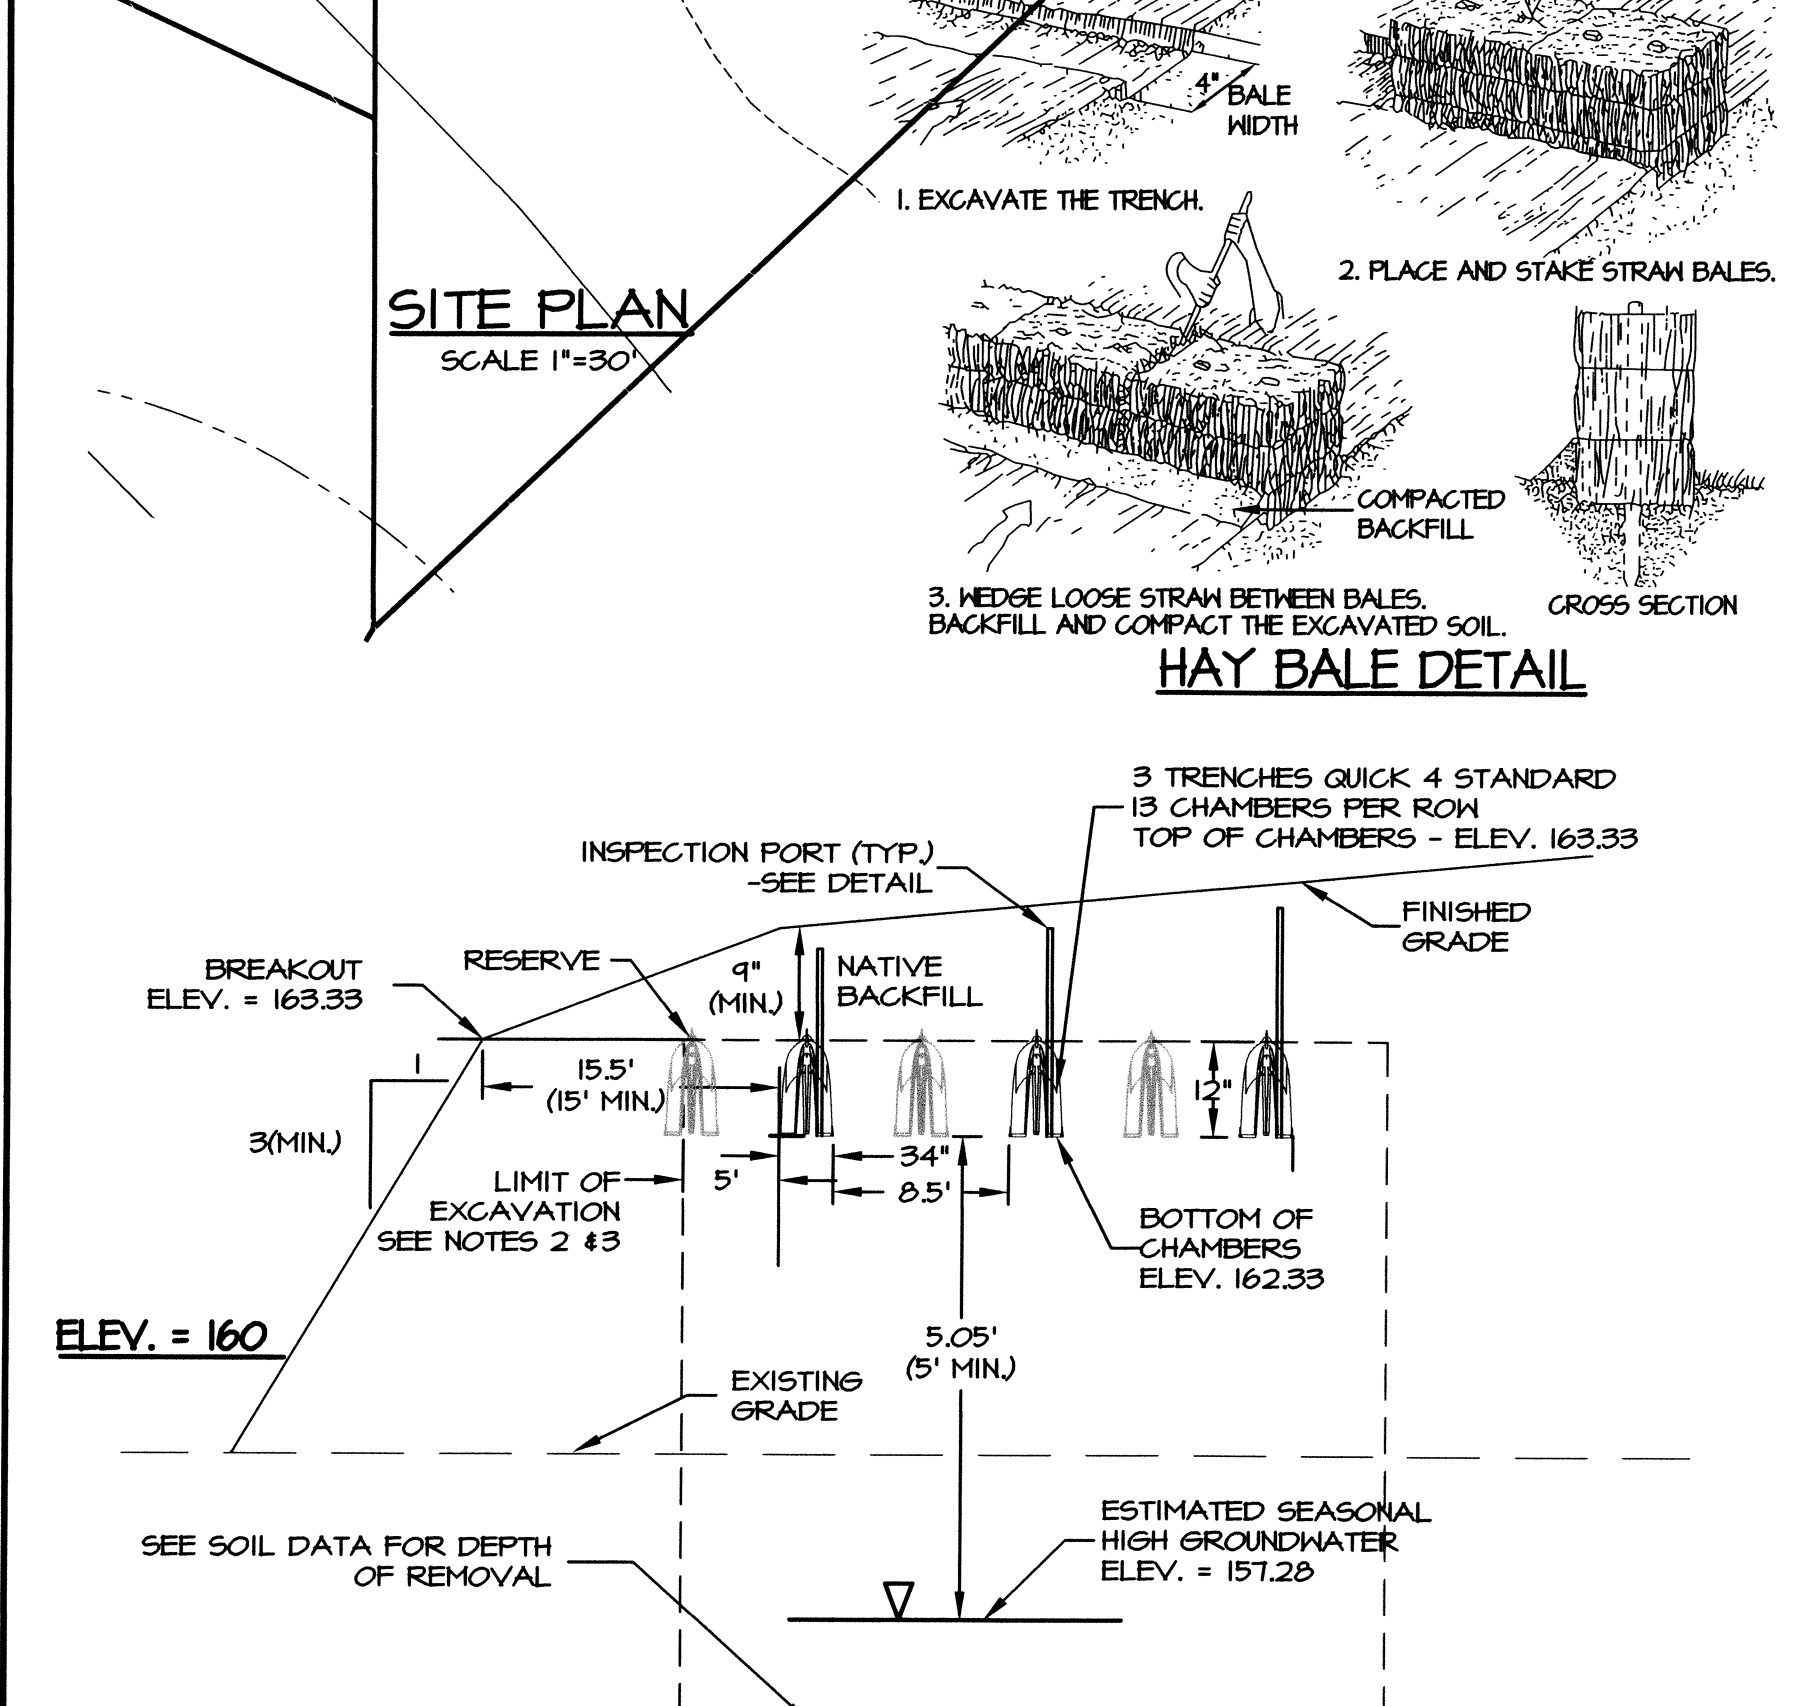 4"
BALE
WIDTH
1. EXCAVATE THE TRENCH.
2. PLACE AND STAKE STRAW BALES.
SITE PLAN
SCALE 1"=30'
COMPACTED
BACKFILL
3. WEDGE LOOSE STRAW BETWEEN BALES.
BACKFILL AND COMPACT THE EXCAVATED SOIL.
CROSS SECTION
HAY BALE DETAIL
3 TRENCHES QUICK 4 STANDARD
13 CHAMBERS PER ROW
TOP OF CHAMBERS - ELEV. 163.33
INSPECTION PORT (TYP.)
-SEE DETAIL
FINISHED
GRADE
BREAKOUT
ELEV. = 163.33
RESERVE
9"
(MIN.)
NATIVE
BACKFILL
1
3(MIN.)
15.5'
(15' MIN.)
12"
34"
5'
8.5'
LIMIT OF
EXCAVATION
SEE NOTES 2 &3
BOTTOM OF
CHAMBERS
ELEV. 162.33
ELEV. = 160
5.05'
(5' MIN.)
EXISTING
GRADE
SEE SOIL DATA FOR DEPTH
OF REMOVAL
ESTIMATED SEASONAL
HIGH GROUNDWATER
ELEV. = 157.28